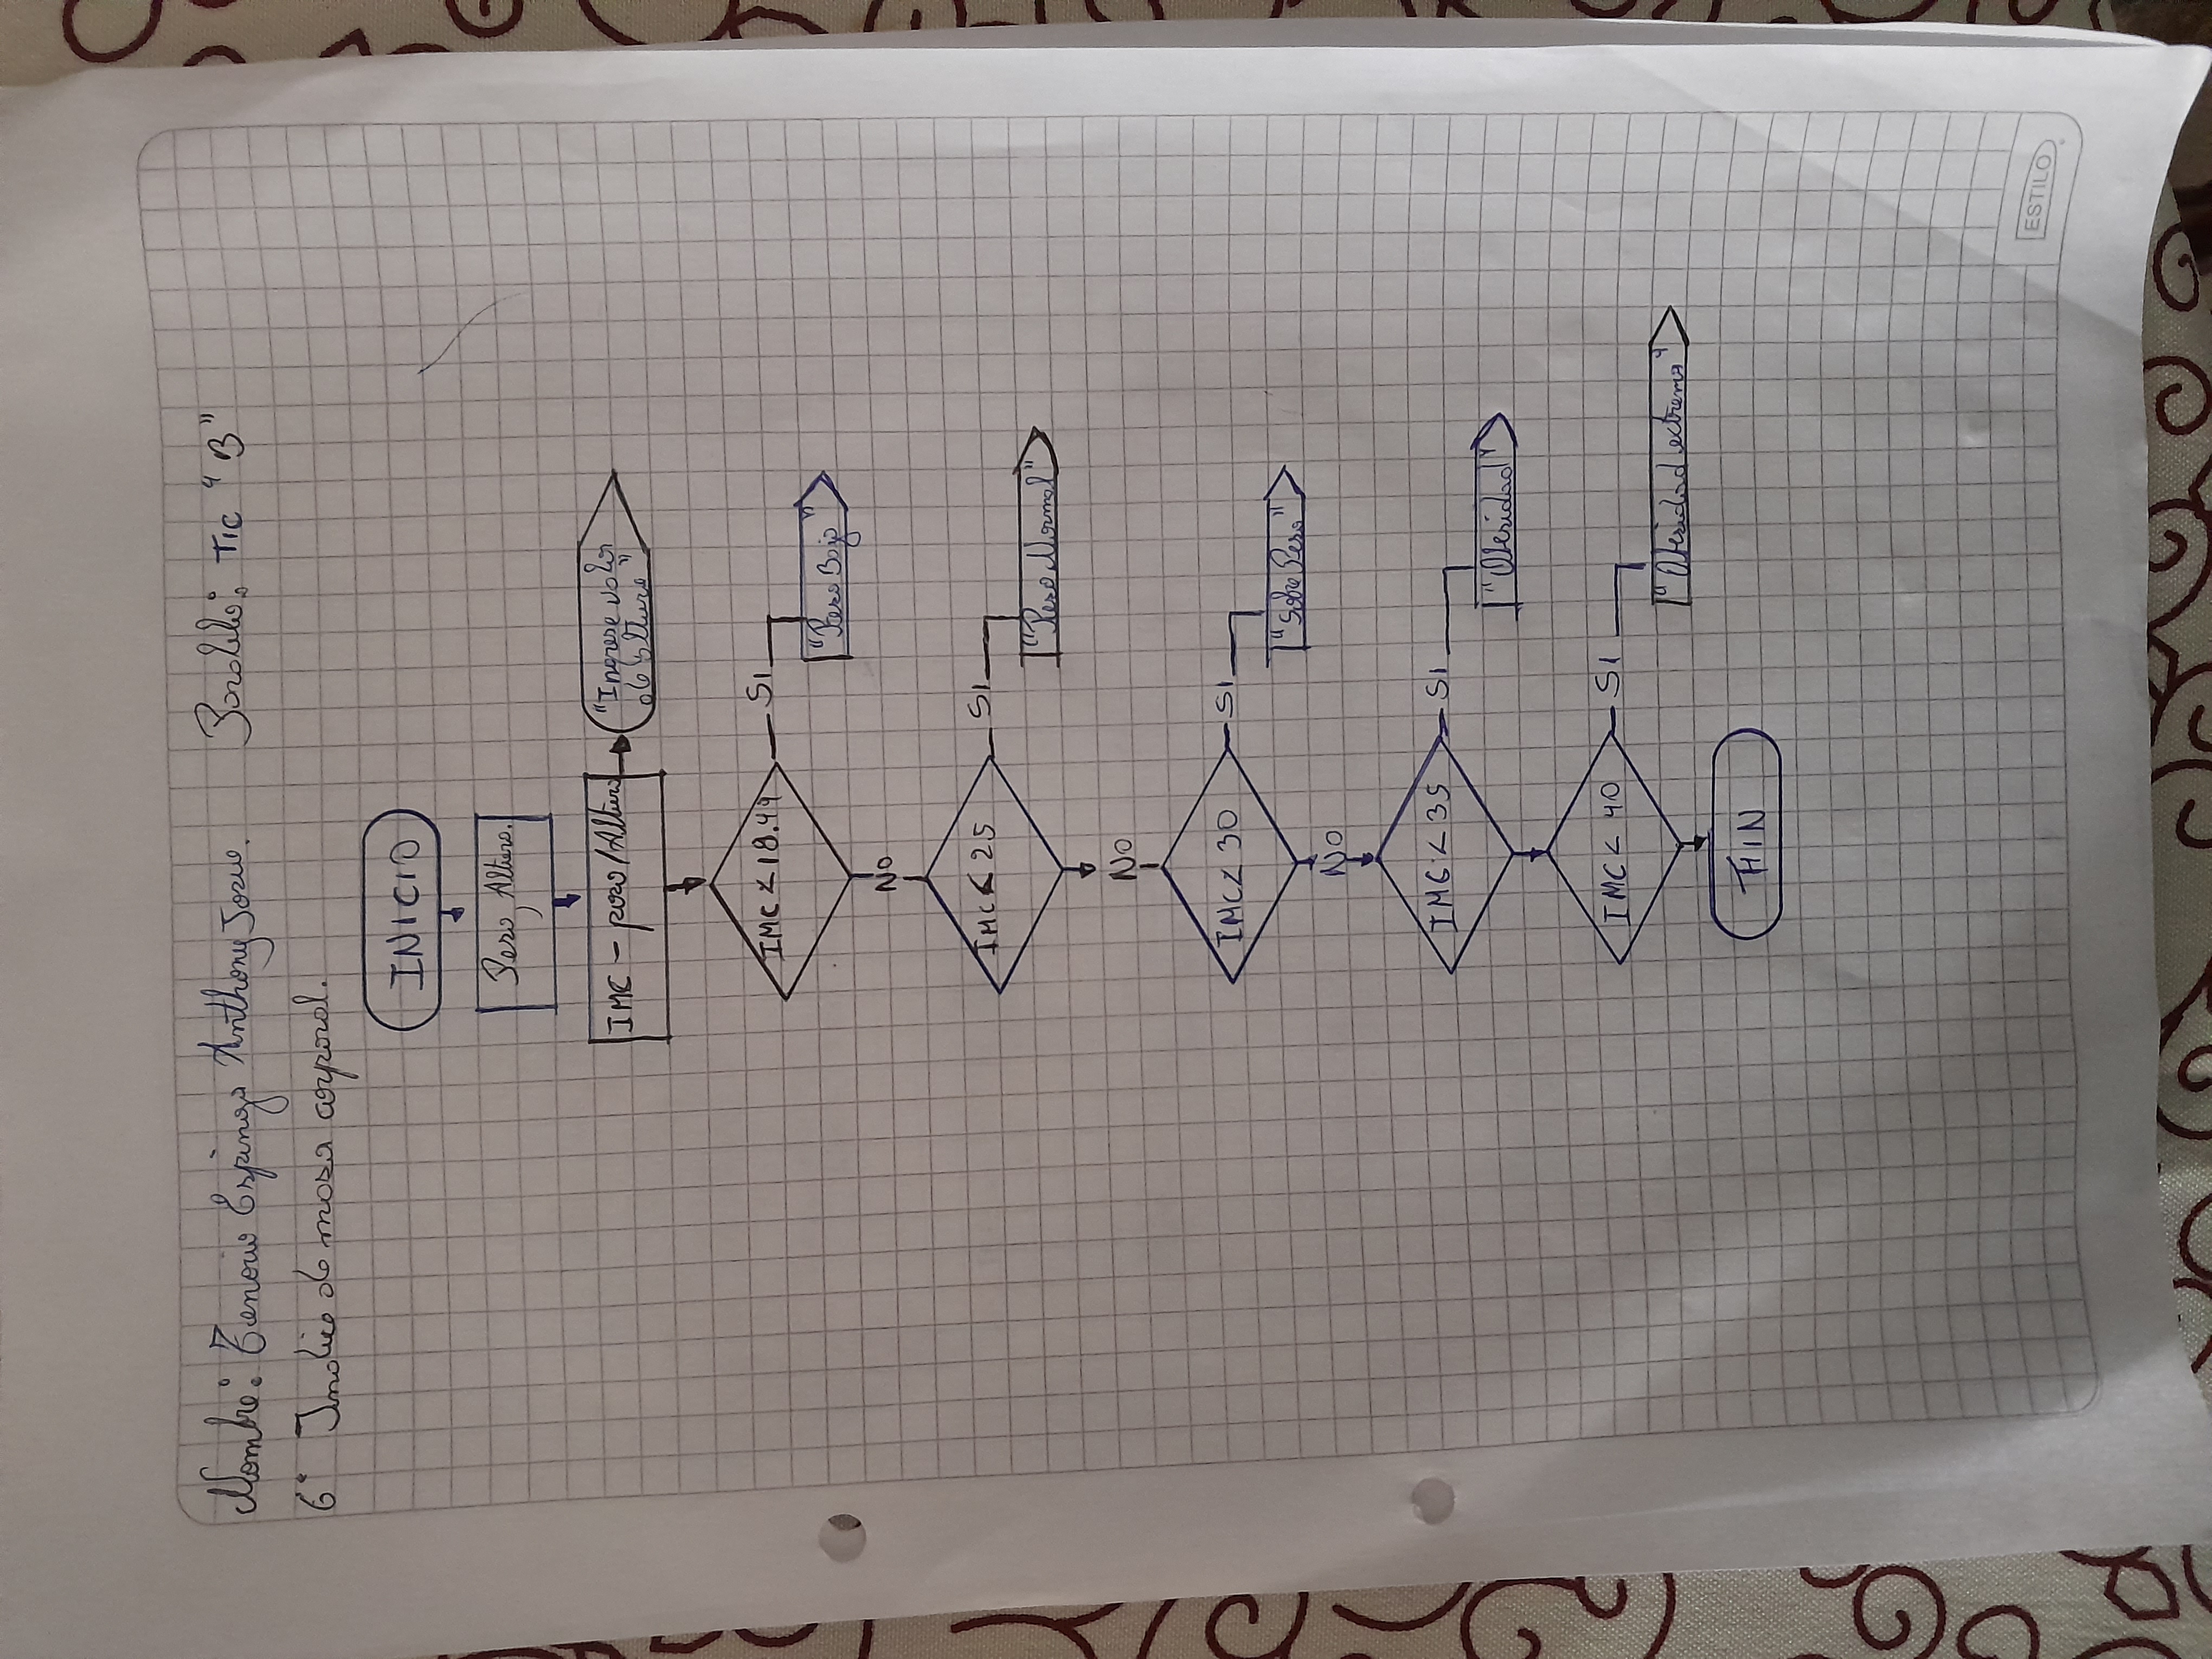 Nombre: Tenorio Espinoza Anthony Josue. Paralelo: TIC "B"
6° Indice de masa corporal.
INICIO
Peso, Altura.
IMC - peso/Altura
"Ingrese valor
de altura"
IMC < 18.49
SI
"Peso Bajo"
NO
IMC < 25
SI
"Peso Normal"
NO
IMC < 30
SI
"Sobre Peso"
NO
IMC < 35
SI
"Obesidad"
IMC < 40
SI
"Obesidad extrema"
FIN
ESTILO